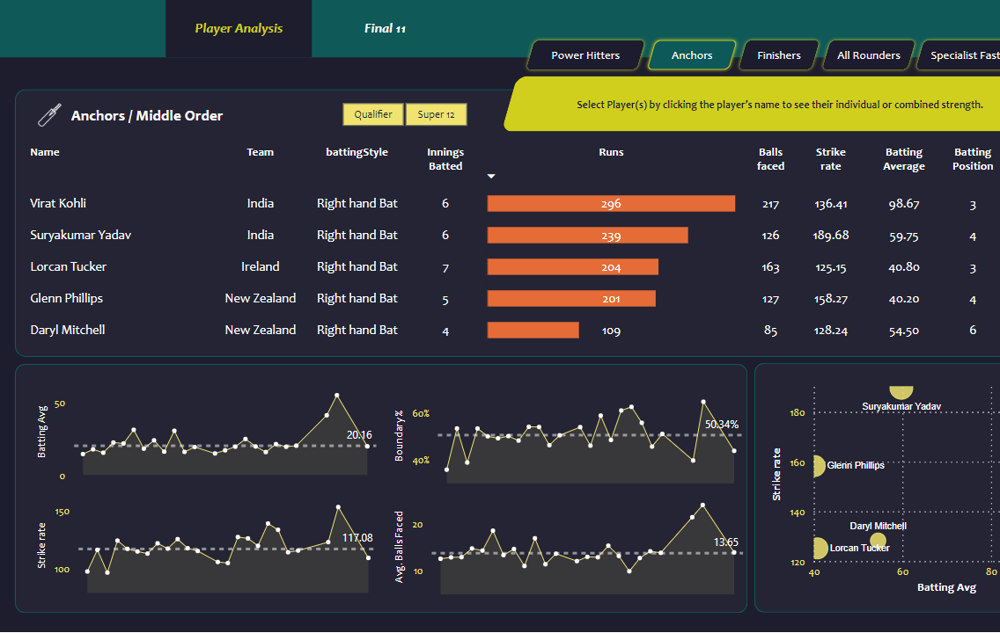 Player Analysis
Final 11
Power Hitters
Anchors
Finishers
All Rounders
Specialist Fast
Select Player(s) by clicking the player's name to see their individual or combined strength.
Anchors / Middle Order
Qualifier
Super 12
Name Team battingStyle Innings Batted Runs Balls faced Strike rate Batting Average Batting Position
Virat Kohli India Right hand Bat 6 296 217 136.41 98.67 3
Suryakumar Yadav India Right hand Bat 6 239 126 189.68 59.75 4
Lorcan Tucker Ireland Right hand Bat 7 204 163 125.15 40.80 3
Glenn Phillips New Zealand Right hand Bat 5 201 127 158.27 40.20 4
Daryl Mitchell New Zealand Right hand Bat 4 109 85 128.24 54.50 6
Batting Avg
50
0
20.16
Boundary%
60%
40%
50.34%
Strike rate
150
100
117.08
Avg. BallsFaced
20
10
13.65
Strike rate
180
160
140
120
Suryakumar Yadav
Glenn Phillips
Daryl Mitchell
Lorcan Tucker
40 60 80
Batting Avg